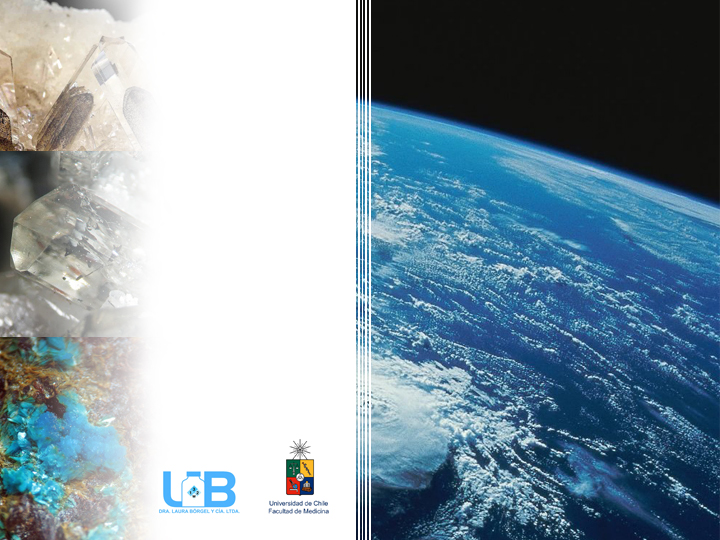 UB
DRA. LAURA BÖRGEL Y CÍA. LTDA.
Universidad de Chile
Facultad de Medicina